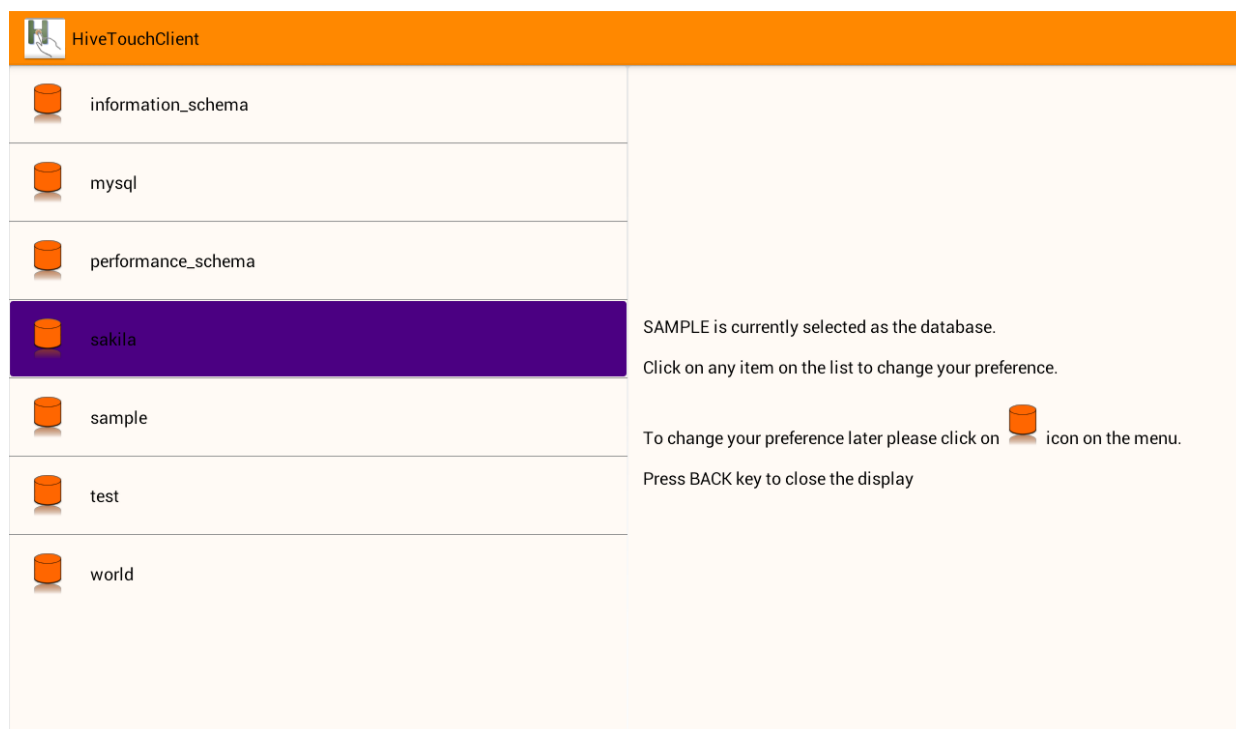 HiveTouchClient
information_schema
mysql
performance_schema
sakila
sample
test
world
SAMPLE is currently selected as the database.
Click on any item on the list to change your preference.
To change your preference later please click on icon on the menu.
Press BACK key to close the display